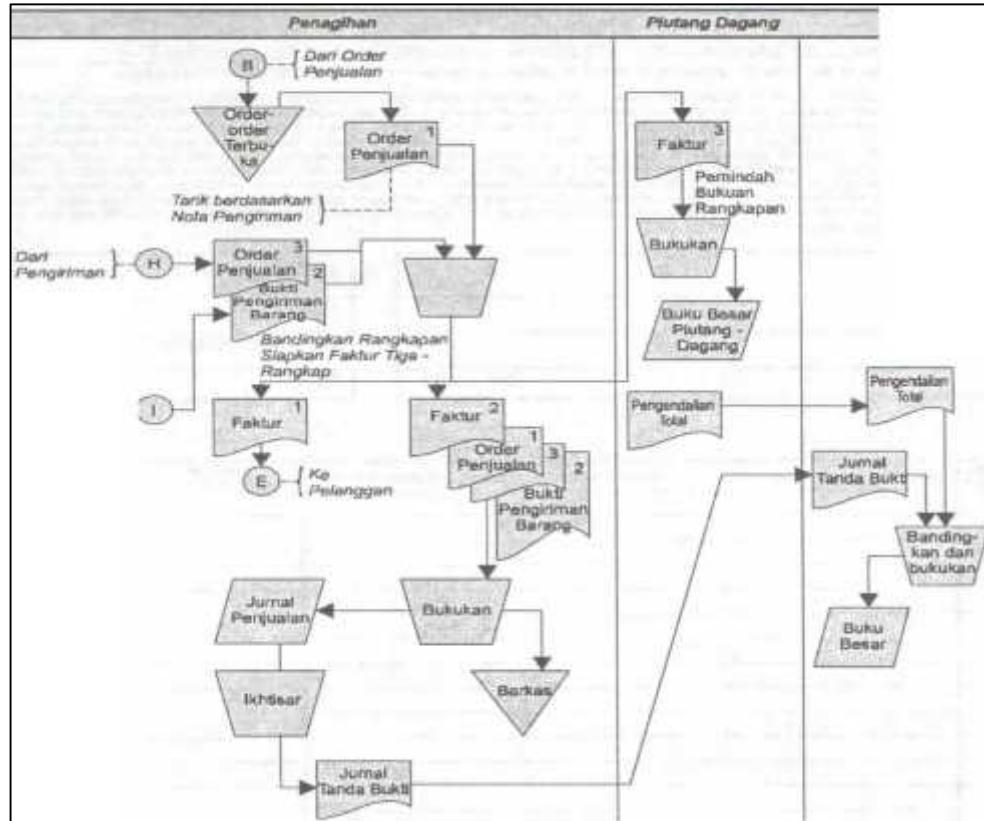 Penagihan
Piutang Dagang
B
Dari Order
Penjualan
Order-
order
Terbu-
ka
1
Order
Penjualan
3
Faktur
Pemindah
Bukuan
Rangkapan
Tarik berdasarkan
Nota Pengiriman
Bukukan
Dari
Pengiriman
H
3
Order
Penjualan
2
Bukti
Pengiriman
Barang
Buku Besar
Piutang -
Dagang
Bandingkan Rangkapan
Siapkan Faktur Tiga -
Rangkap
I
1
Faktur
2
Faktur
1
Order
Penjualan
3
2
Bukti
Pengiriman
Barang
E
Ke
Pelanggan
Pengendalian
Total
Pengendalian
Total
Jurnal
Tanda Bukti
Banding-
kan dan
bukukan
Buku
Besar
Jurnal
Penjualan
Bukukan
Ikhtisar
Barkas
Jurnal
Tanda Bukti